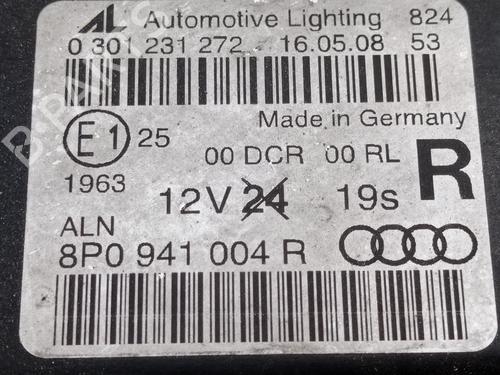 AL Automotive Lighting 824
0 301 231 272 16.05.08 53
Made in Germany
E1 25
00 DCR 00 RL R
1963
12V 24 19s
ALN
8P0 941 004 R
B-PARTS